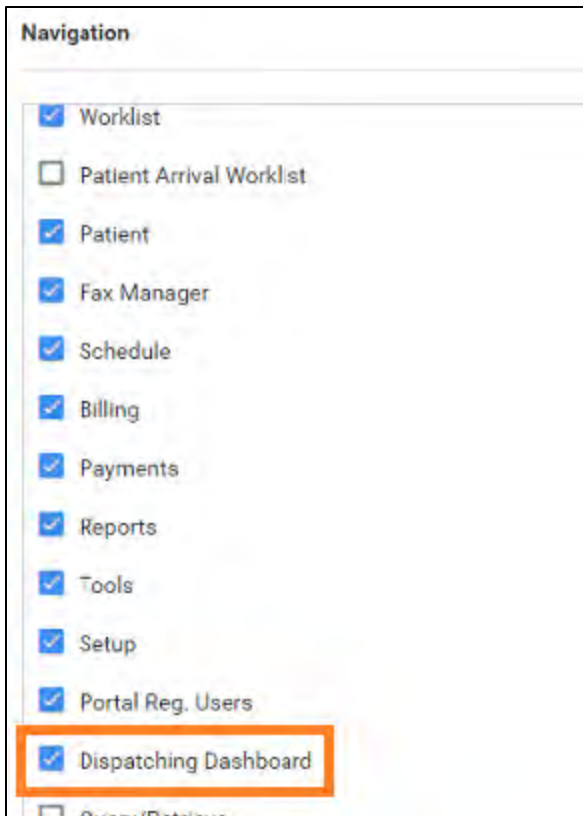 Navigation
Worklist
Patient Arrival Worklist
Patient
Fax Manager
Schedule
Billing
Payments
Reports
Tools
Setup
Portal Reg. Users
Dispatching Dashboard